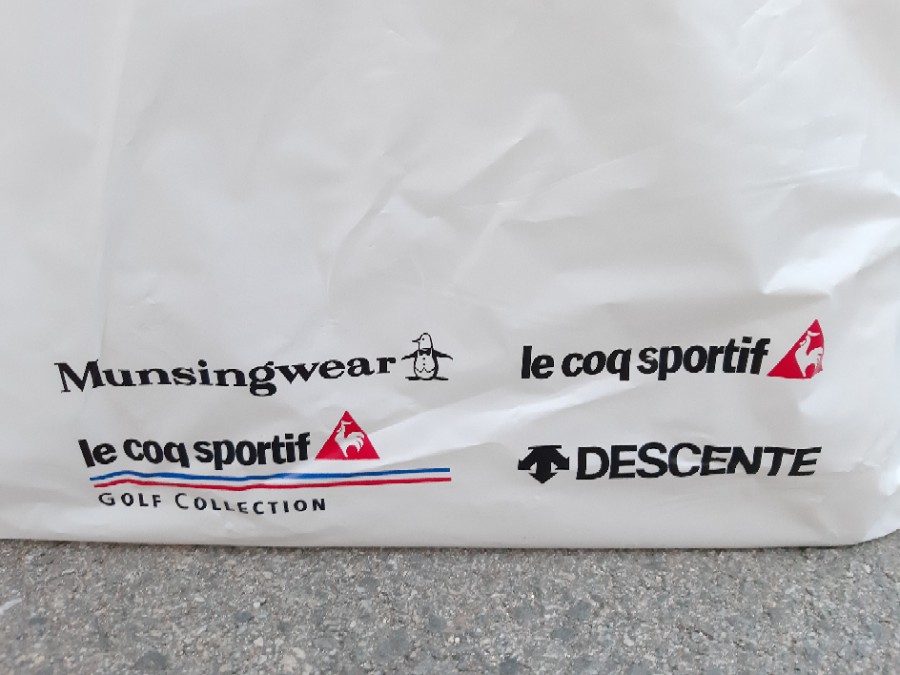 Munsingwear
le coq sportif
le coq sportif
GOLF COLLECTION
DESCENTE